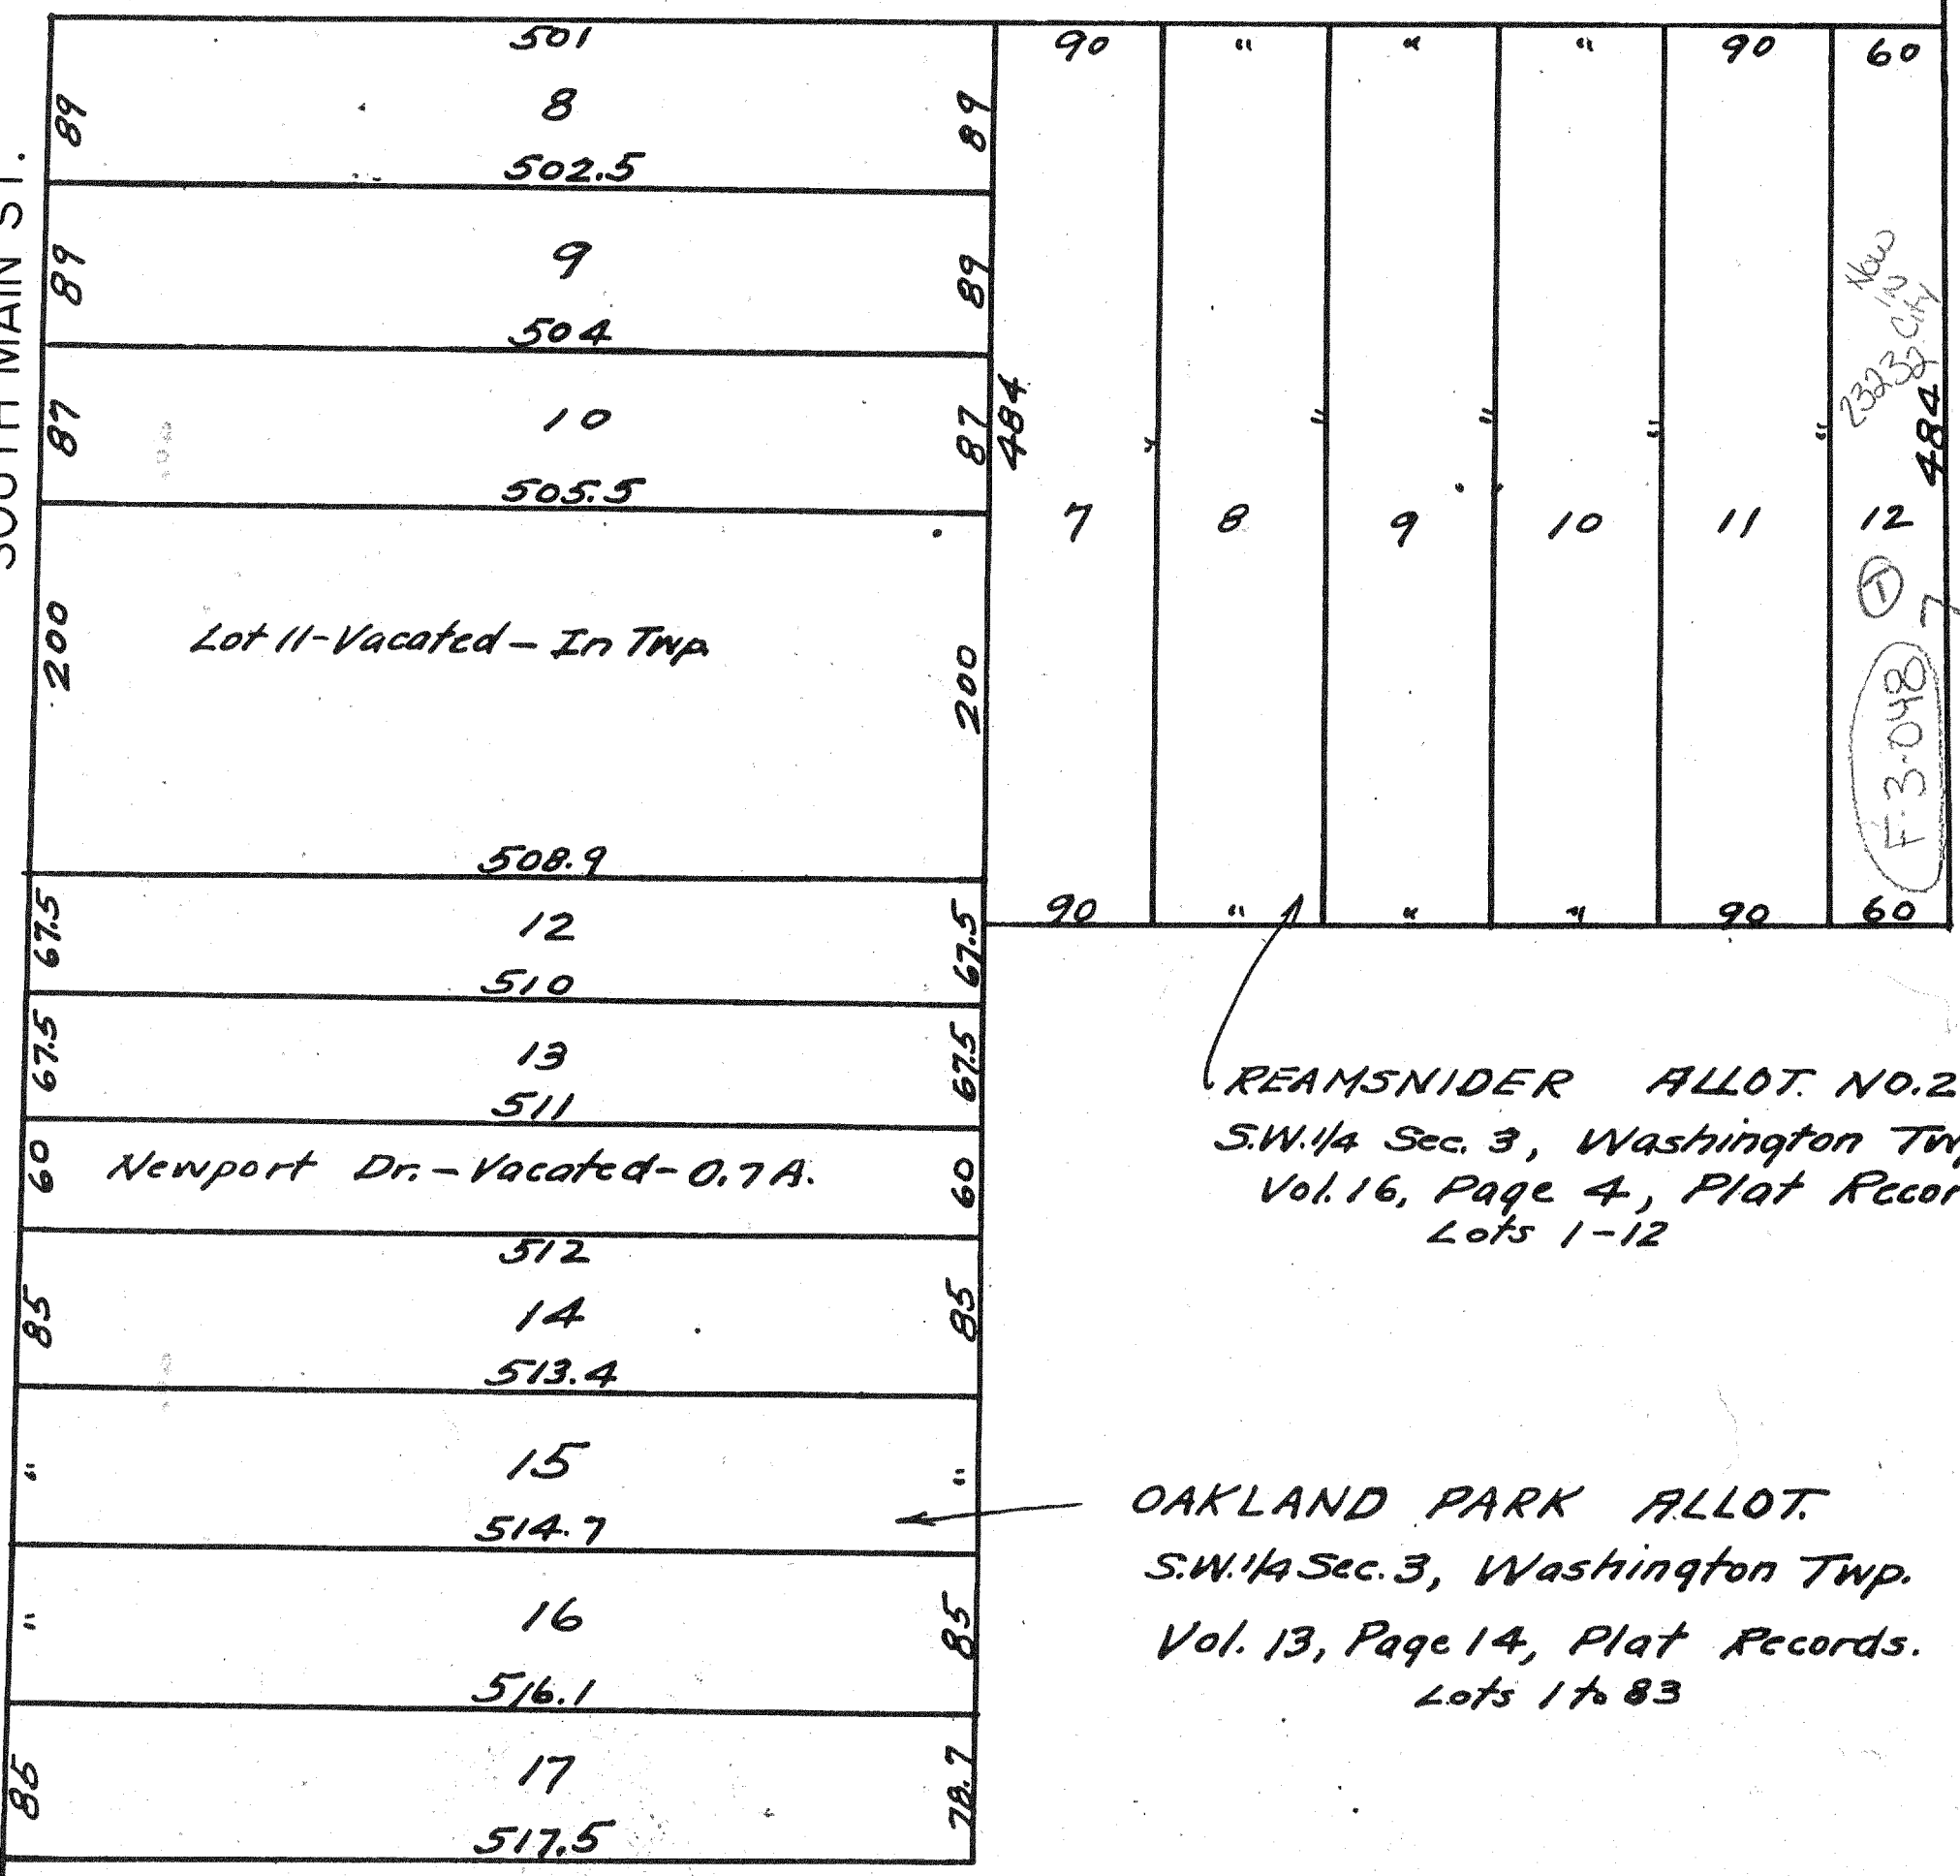 SOUTH MAIN ST.
501
89 8 89
502.5
89 9 89
504
87 10 87
505.5
200 Lot 11-Vacated-In Twp. 200
508.9
67.5 12 67.5
510
67.5 13 67.5
511
60 Newport Dr.-Vacated-0.7A. 60
512
85 14 85
513.4
" 15 "
514.7
" 16 85
516.1
85 17 78.7
517.5
90 " " " 90 60
Now
in
City
23232
484 " " " " " 484
7 8 9 10 11 12
T
7
F-3-048
90 " " " 90 60
REAMSNIDER ALLOT. NO.2
S.W.1/4 Sec. 3, Washington Tw
Vol.16, Page 4, Plat Recor
Lots 1-12
OAKLAND PARK ALLOT.
S.W.1/4 Sec.3, Washington Twp.
Vol. 13, Page 14, Plat Records.
Lots 1 to 83